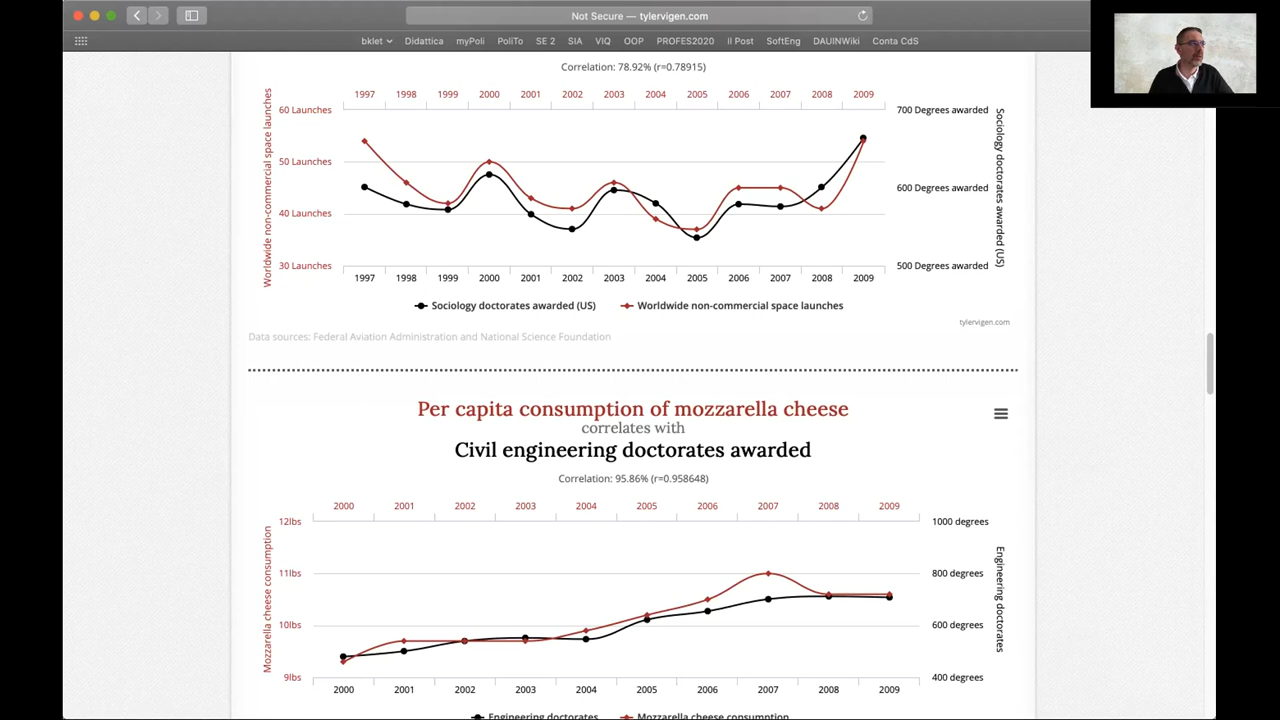 Not Secure — tylervigen.com
bklet Didattica myPoli PoliTo SE 2 SIA VIQ OOP PROFES2020 il Post SoftEng DAUINWiki Conta CdS
Correlation: 78.92% (r=0.78915)
1997 1998 1999 2000 2001 2002 2003 2004 2005 2006 2007 2008 2009
60 Launches
50 Launches
40 Launches
30 Launches
Worldwide non-commercial space launches
700 Degrees awarded
600 Degrees awarded
500 Degrees awarded
Sociology doctorates awarded (US)
1997 1998 1999 2000 2001 2002 2003 2004 2005 2006 2007 2008 2009
Sociology doctorates awarded (US) Worldwide non-commercial space launches
tylervigen.com
Data sources: Federal Aviation Administration and National Science Foundation
Per capita consumption of mozzarella cheese
correlates with
Civil engineering doctorates awarded
Correlation: 95.86% (r=0.958648)
2000 2001 2002 2003 2004 2005 2006 2007 2008 2009
12lbs
11lbs
10lbs
9lbs
Mozzarella cheese consumption
1000 degrees
800 degrees
600 degrees
400 degrees
Engineering doctorates
2000 2001 2002 2003 2004 2005 2006 2007 2008 2009
Engineering doctorates Mozzarella cheese consumption